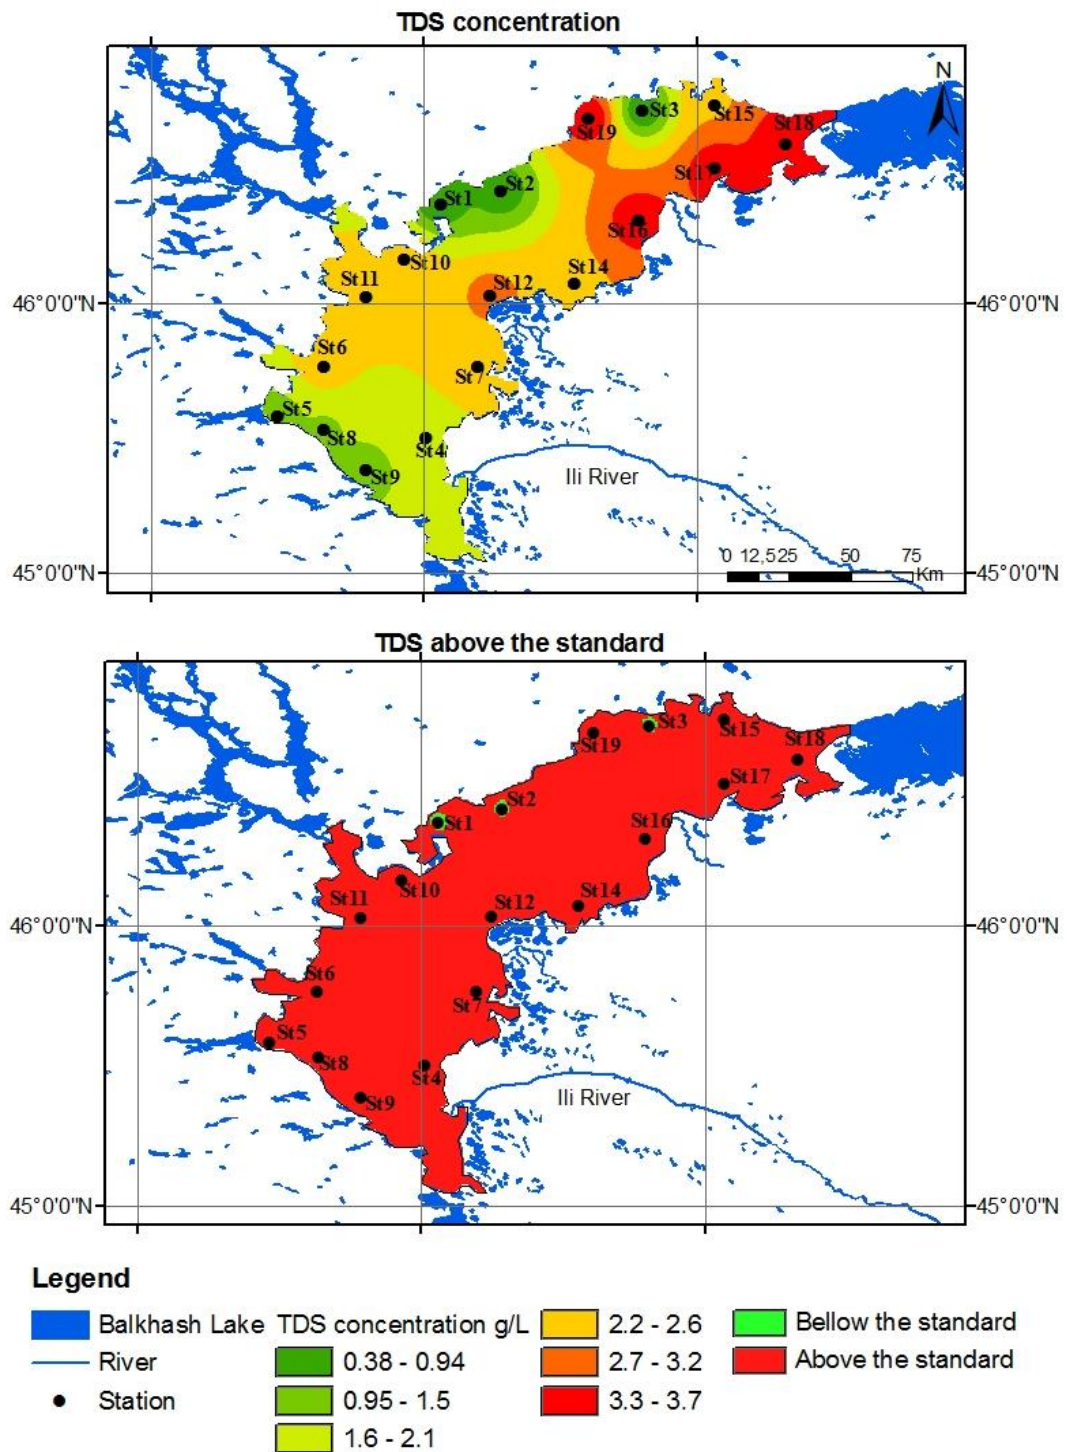 TDS concentration
N
St3
St15
St19
St18
St1
St2
St1
St16
St10
St14
St11
St12
46°0'0"N
46°0'0"N
St6
St7
St5
St8
St4
St9
Ili River
0 12,5 25 50 75
Km
45°0'0"N
45°0'0"N
TDS above the standard
St3
St15
St19
St18
St17
St2
St1
St16
St10
St14
St11
St12
46°0'0"N
46°0'0"N
St6
St7
St5
St8
St4
St9
Ili River
45°0'0"N
45°0'0"N
Legend
Balkhash Lake
River
Station
TDS concentration g/L
0.38 - 0.94
0.95 - 1.5
1.6 - 2.1
2.2 - 2.6
2.7 - 3.2
3.3 - 3.7
Bellow the standard
Above the standard